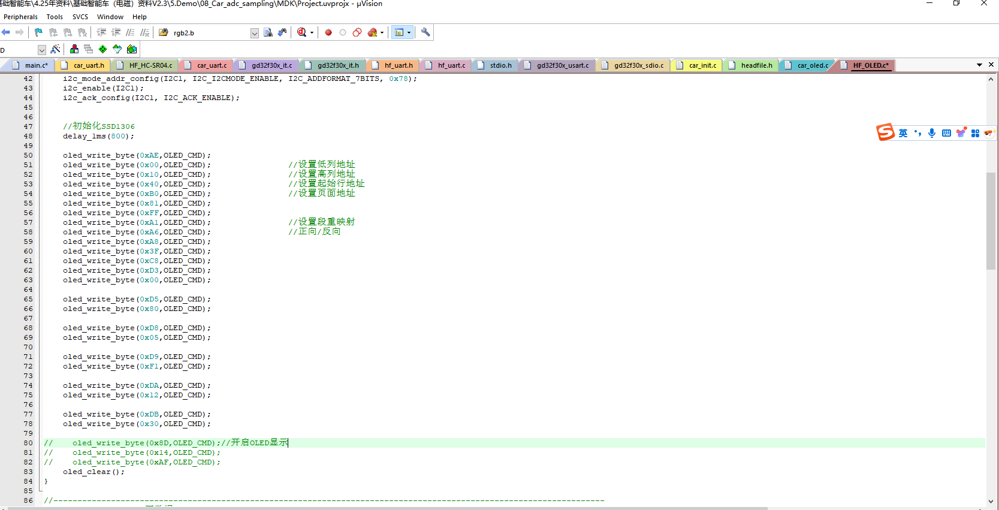 基础智能车\4.25年资料\基础智能车（电磁）资料V2.3\5.Demo\08_Car_adc_sampling\MDK\Project.uvprojx - µVision
Peripherals Tools SVCS Window Help
rgb2.b
D
main.c* car_uart.h HF_HC-SR04.c car_uart.c gd32f30x_it.c gd32f30x_it.h hf_uart.h hf_uart.c stdio.h gd32f30x_usart.c gd32f30x_sdio.c car_init.c headfile.h car_oled.c HF_OLED.c*
42 i2c_mode_addr_config(I2C1, I2C_I2CMODE_ENABLE, I2C_ADDFORMAT_7BITS, 0x78);
43 i2c_enable(I2C1);
44 i2c_ack_config(I2C1, I2C_ACK_ENABLE);
45
46
47 //初始化SSD1306
48 delay_1ms(800);
49
50 oled_write_byte(0xAE,OLED_CMD);
51 oled_write_byte(0x00,OLED_CMD); //设置低列地址
52 oled_write_byte(0x10,OLED_CMD); //设置高列地址
53 oled_write_byte(0x40,OLED_CMD); //设置起始行地址
54 oled_write_byte(0xB0,OLED_CMD); //设置页面地址
55 oled_write_byte(0x81,OLED_CMD);
56 oled_write_byte(0xFF,OLED_CMD);
57 oled_write_byte(0xA1,OLED_CMD); //设置段重映射
58 oled_write_byte(0xA6,OLED_CMD); //正向/反向
59 oled_write_byte(0xA8,OLED_CMD);
60 oled_write_byte(0x3F,OLED_CMD);
61 oled_write_byte(0xC8,OLED_CMD);
62 oled_write_byte(0xD3,OLED_CMD);
63 oled_write_byte(0x00,OLED_CMD);
64
65 oled_write_byte(0xD5,OLED_CMD);
66 oled_write_byte(0x80,OLED_CMD);
67
68 oled_write_byte(0xD8,OLED_CMD);
69 oled_write_byte(0x05,OLED_CMD);
70
71 oled_write_byte(0xD9,OLED_CMD);
72 oled_write_byte(0xF1,OLED_CMD);
73
74 oled_write_byte(0xDA,OLED_CMD);
75 oled_write_byte(0x12,OLED_CMD);
76
77 oled_write_byte(0xDB,OLED_CMD);
78 oled_write_byte(0x30,OLED_CMD);
79
80 // oled_write_byte(0x8D,OLED_CMD);//开启OLED显示
81 // oled_write_byte(0x14,OLED_CMD);
82 // oled_write_byte(0xAF,OLED_CMD);
83 oled_clear();
84 }
85
86 //-------------------------------------------------------------------------------------------------------------------
英